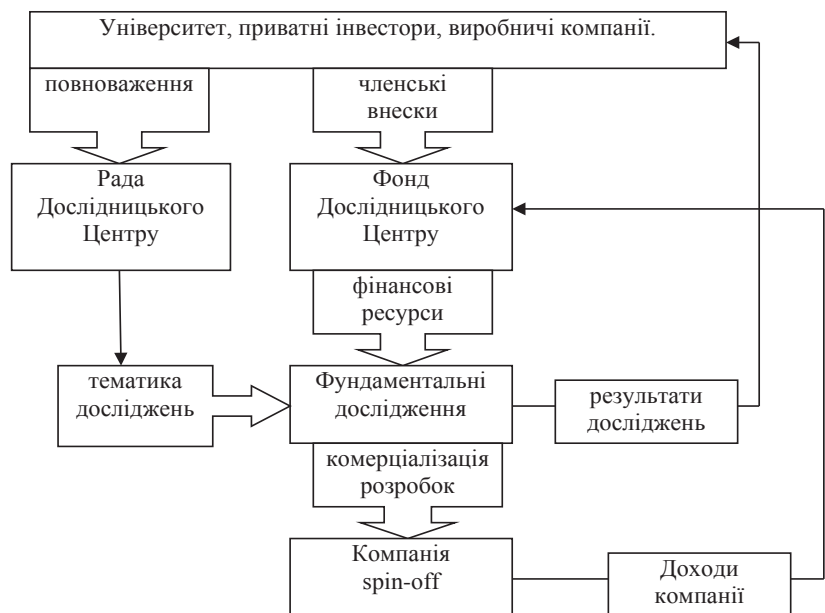 Університет, приватні інвестори, виробничі компанії.
повноваження
членські
внески
Рада
Дослідницького
Центру
Фонд
Дослідницького
Центру
фінансові
ресурси
тематика
досліджень
Фундаментальні
дослідження
результати
досліджень
комерціалізація
розробок
Компанія
spin-off
Доходи
компанії